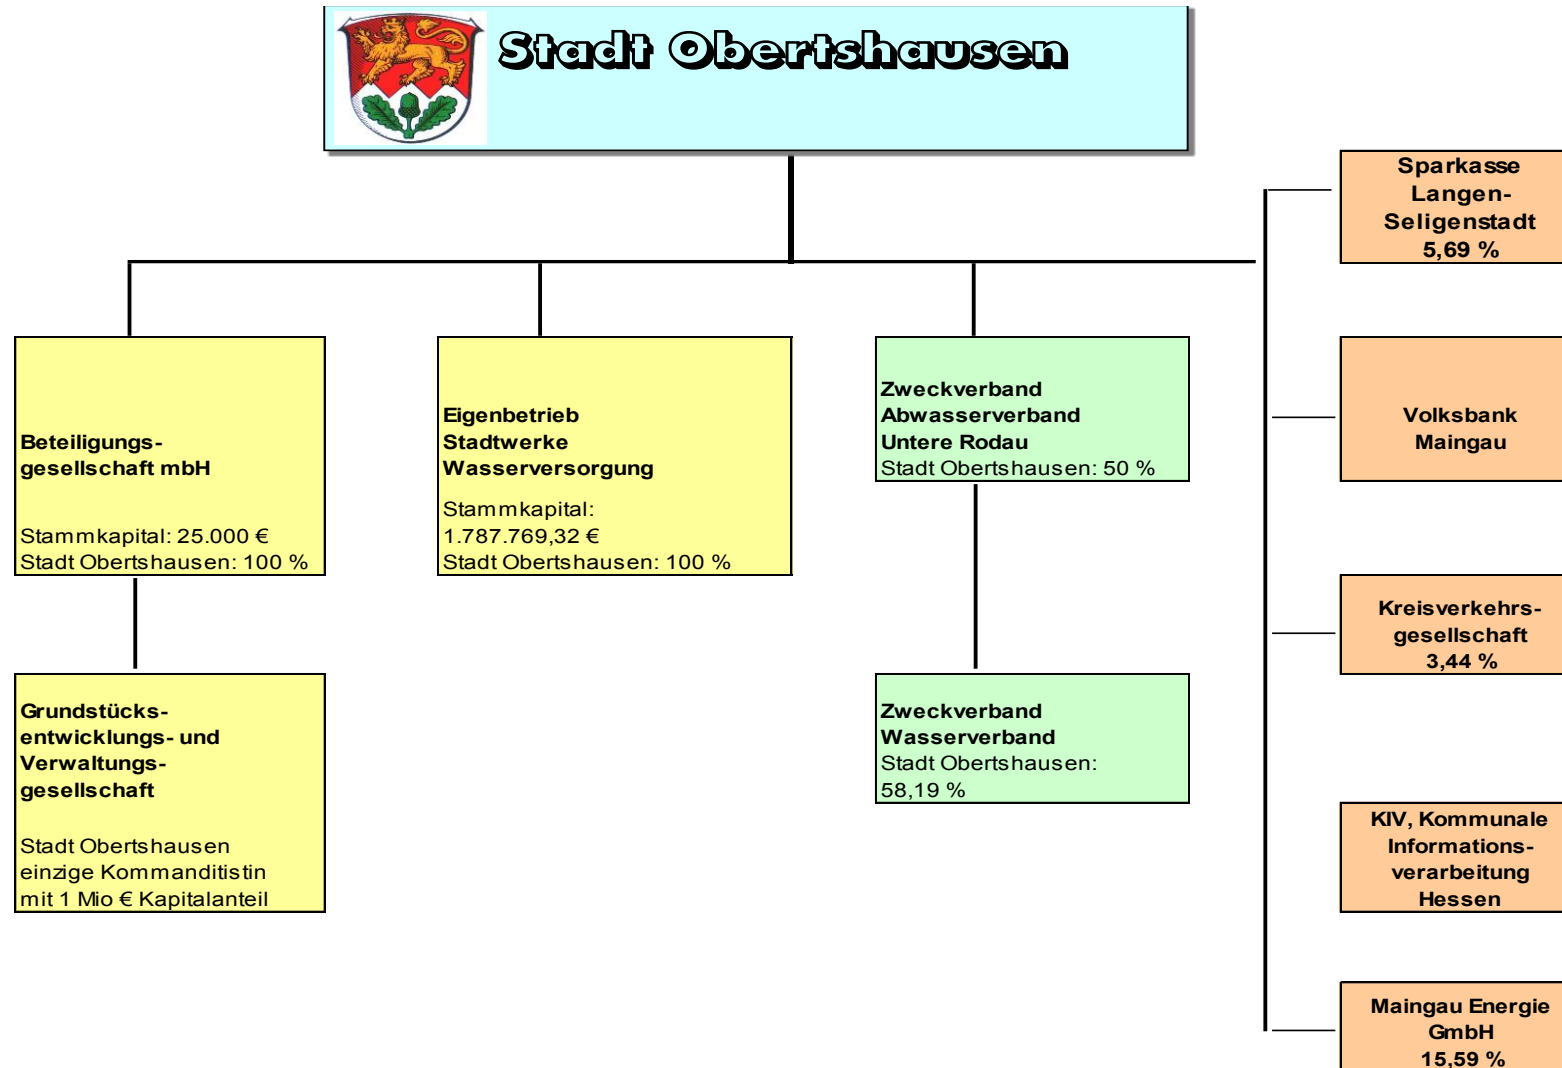 Stadt Obertshausen
Sparkasse
Langen-
Seligenstadt
5,69 %
Beteiligungs-
gesellschaft mbH
Stammkapital: 25.000 €
Stadt Obertshausen: 100 %
Eigenbetrieb
Stadtwerke
Wasserversorgung
Stammkapital:
1.787.769,32 €
Stadt Obertshausen: 100 %
Zweckverband
Abwasserverband
Untere Rodau
Stadt Obertshausen: 50 %
Volksbank
Maingau
Kreisverkehrs-
gesellschaft
3,44 %
Grundstücks-
entwicklungs- und
Verwaltungs-
gesellschaft
Stadt Obertshausen
einzige Kommanditistin
mit 1 Mio € Kapitalanteil
Zweckverband
Wasserverband
Stadt Obertshausen:
58,19 %
KIV, Kommunale
Informations-
verarbeitung
Hessen
Maingau Energie
GmbH
15,59 %